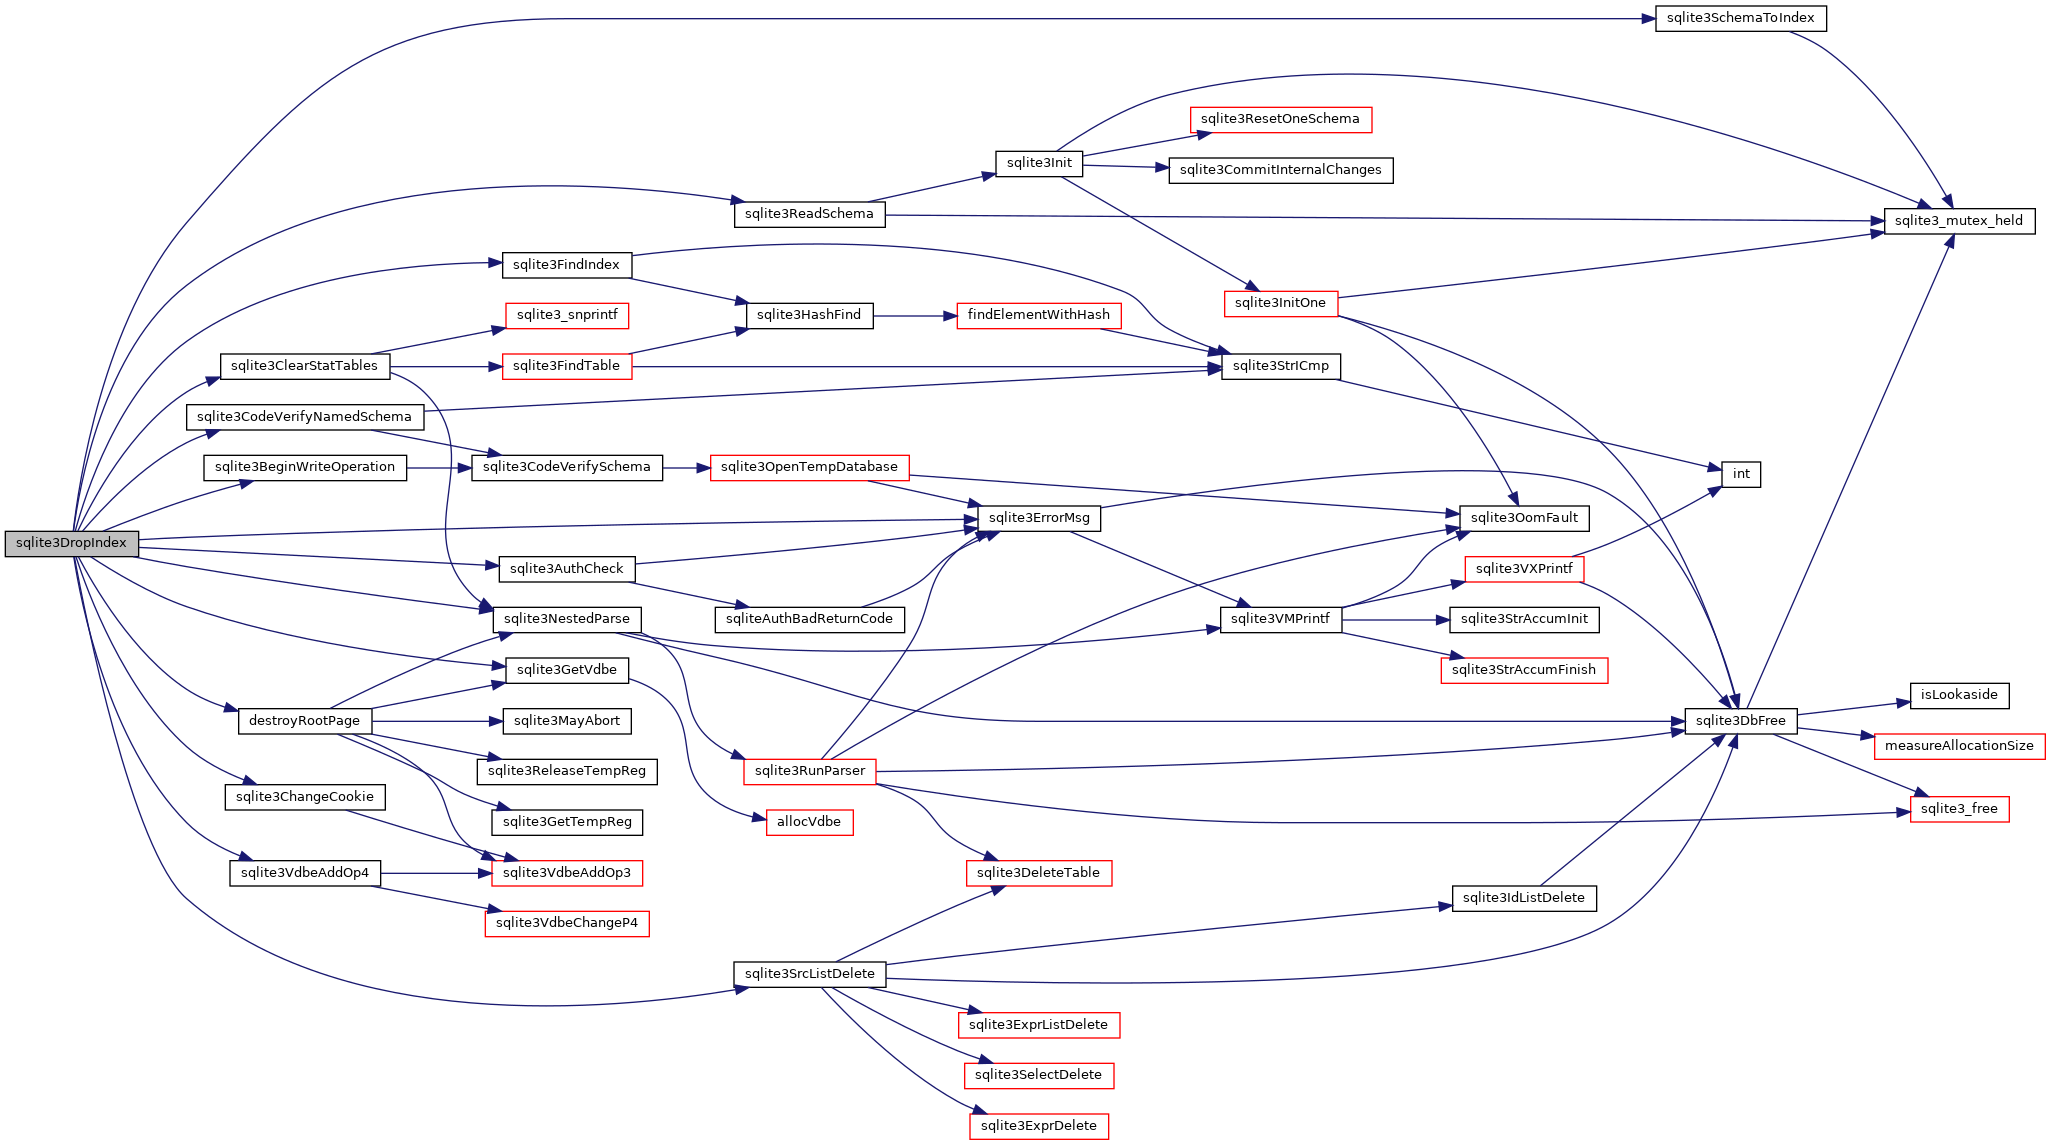 sqlite3SchemaToIndex
sqlite3ResetOneSchema
sqlite3Init
sqlite3CommitInternalChanges
sqlite3ReadSchema
sqlite3_mutex_held
sqlite3FindIndex
sqlite3InitOne
sqlite3_snprintf
sqlite3HashFind
findElementWithHash
sqlite3ClearStatTables
sqlite3FindTable
sqlite3StrICmp
sqlite3CodeVerifyNamedSchema
sqlite3BeginWriteOperation
sqlite3CodeVerifySchema
sqlite3OpenTempDatabase
int
sqlite3ErrorMsg
sqlite3OomFault
sqlite3DropIndex
sqlite3AuthCheck
sqlite3VXPrintf
sqlite3NestedParse
sqliteAuthBadReturnCode
sqlite3VMPrintf
sqlite3StrAccumInit
sqlite3GetVdbe
sqlite3StrAccumFinish
isLookaside
destroyRootPage
sqlite3MayAbort
sqlite3DbFree
measureAllocationSize
sqlite3ReleaseTempReg
sqlite3RunParser
sqlite3ChangeCookie
sqlite3_free
sqlite3GetTempReg
allocVdbe
sqlite3VdbeAddOp4
sqlite3VdbeAddOp3
sqlite3DeleteTable
sqlite3IdListDelete
sqlite3VdbeChangeP4
sqlite3SrcListDelete
sqlite3ExprListDelete
sqlite3SelectDelete
sqlite3ExprDelete